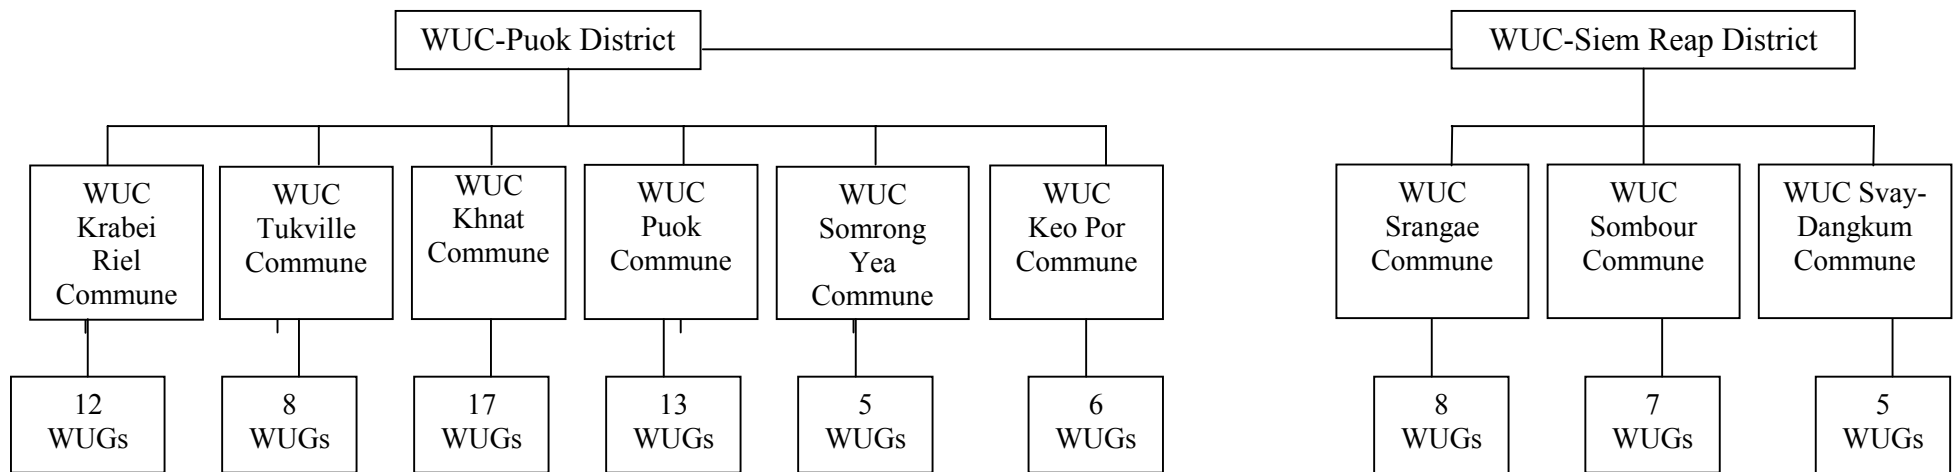 WUC-Puok District
WUC-Siem Reap District
WUC
Krabei
Riel
Commune
WUC
Tukville
Commune
WUC
Khnat
Commune
WUC
Puok
Commune
WUC
Somrong
Yea
Commune
WUC
Keo Por
Commune
WUC
Srangae
Commune
WUC
Sombour
Commune
WUC Svay-
Dangkum
Commune
12
WUGs
8
WUGs
17
WUGs
13
WUGs
5
WUGs
6
WUGs
8
WUGs
7
WUGs
5
WUGs